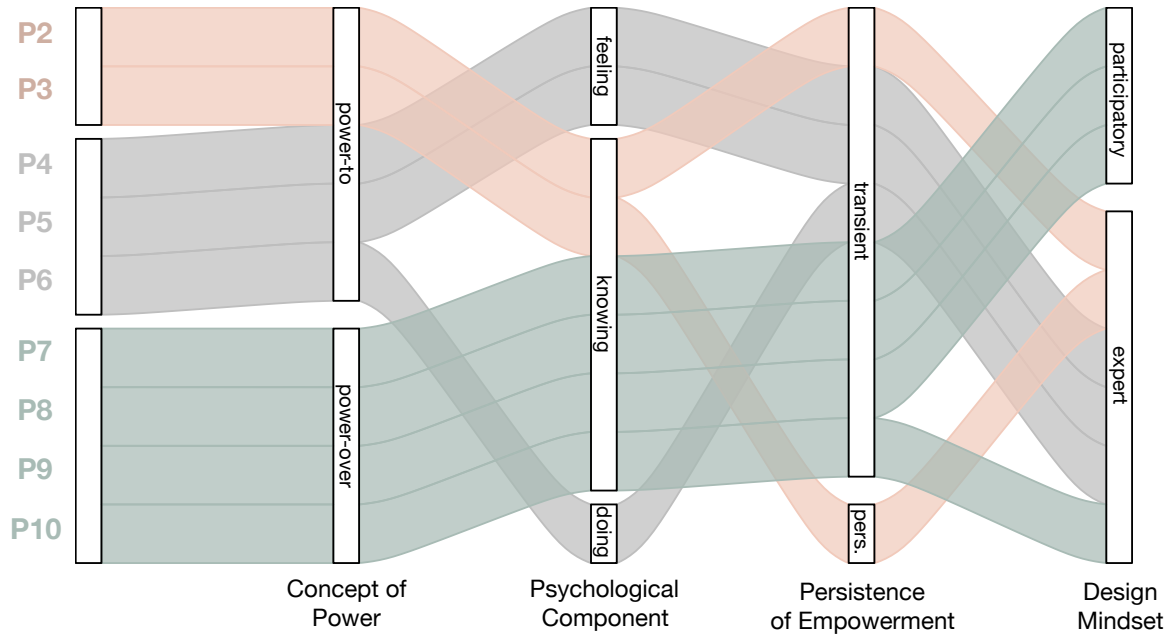 P2
P3
P4
P5
P6
P7
P8
P9
P10
power-to
power-over
feeling
knowing
doing
transient
pers.
participatory
expert
Concept of
Power
Psychological
Component
Persistence
of Empowerment
Design
Mindset